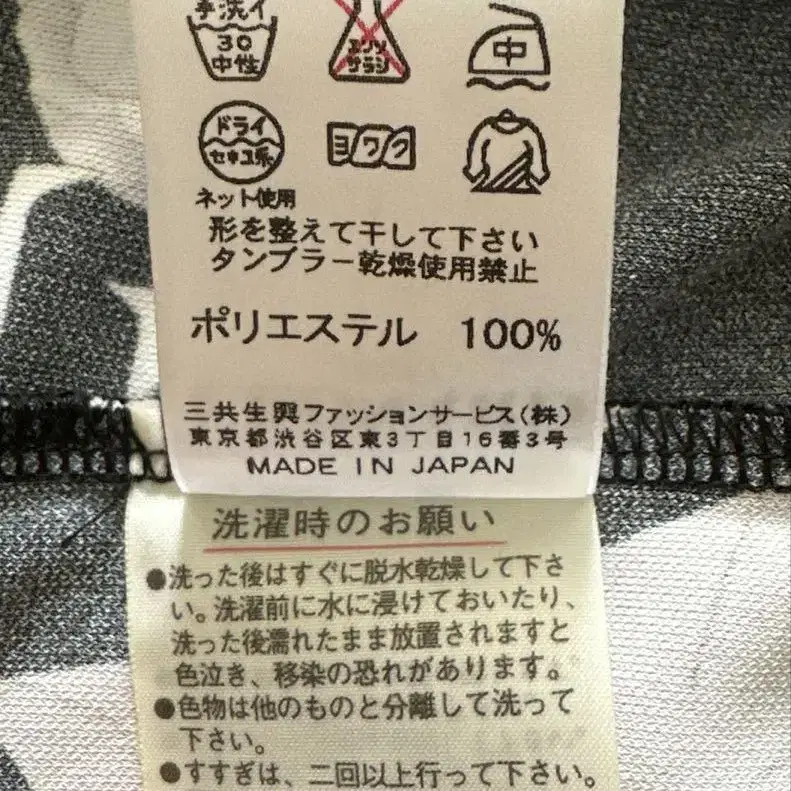 手洗イ
30
中性
エンソ
サラシ
中
ドライ
セキユ系
ヨワク
ネット使用
形を整えて干して下さい
タンブラー乾燥使用禁止
ポリエステル 100%
三共生興ファッションサービス(株)
東京都渋谷区東3丁目16番3号
MADE IN JAPAN
洗濯時のお願い
●洗った後はすぐに脱水乾燥して下さ
い。洗濯前に水に浸けておいたり、
洗った後濡れたまま放置されますと
色泣き、移染の恐れがあります。
●色物は他のものと分離して洗って
下さい。
●すすぎは、二回以上行って下さい。